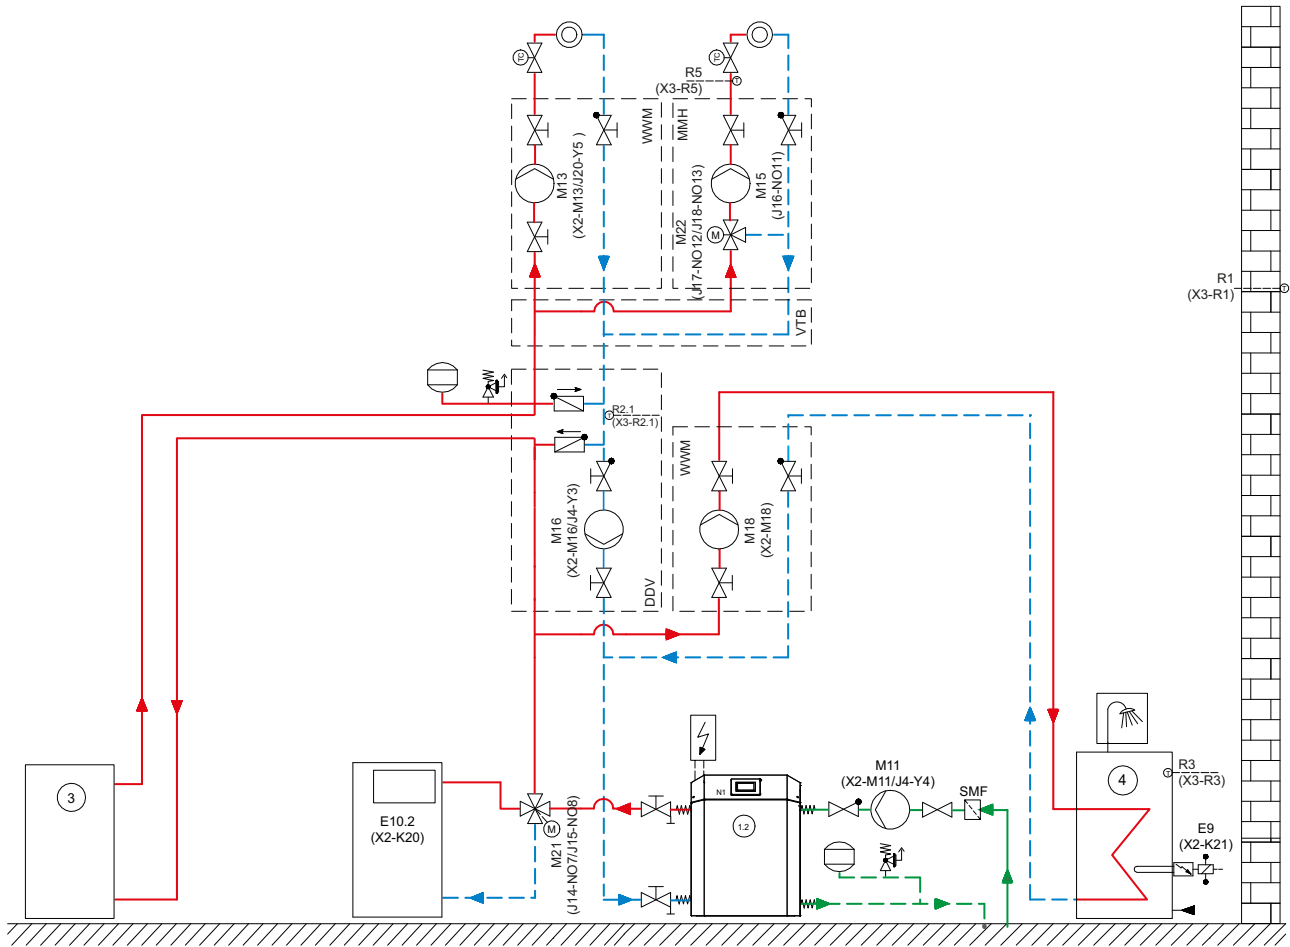 TC
TC
R5
(X3-R5)
T
WWM
MMH
M13
(X2-M13/J20-Y5 )
M15
(J16-NO11)
M22
(J17-NO12/J18-NO13)
M
R1
(X3-R1)
T
VTB
R2.1
(X3-R2.1)
T
WWM
M16
(X2-M16/J4-Y3)
M18
(X2-M18)
DDV
3
E10.2
(X2-K20)
M
M21
(J14-NO7/J15-NO8)
N1
1.2
M11
(X2-M11/J4-Y4)
SMF
4
T
R3
(X3-R3)
E9
(X2-K21)